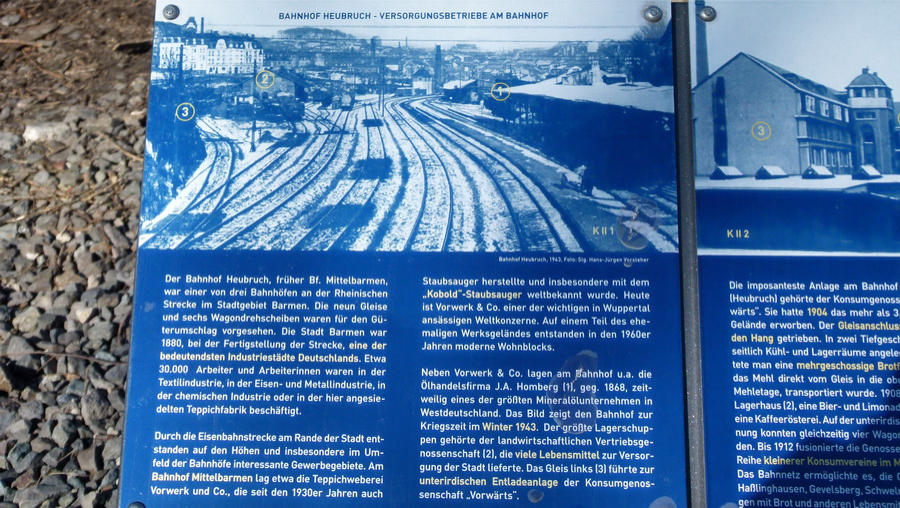 BAHNHOF HEUBRUCH - VERSORGUNGSBETRIEBE AM BAHNHOF
2
3
1
K II 1
Bahnhof Heubruch, 1943, Foto: Sig. Hans-Jürgen Vorsteher
Der Bahnhof Heubruch, früher Bf. Mittelbarmen,
war einer von drei Bahnhöfen an der Rheinischen
Strecke im Stadtgebiet Barmen. Die neun Gleise
und sechs Wagondrehscheiben waren für den Gü-
terumschlag vorgesehen. Die Stadt Barmen war
1880, bei der Fertigstellung der Strecke, eine der
bedeutendsten Industriestädte Deutschlands. Etwa
30.000 Arbeiter und Arbeiterinnen waren in der
Textilindustrie, in der Eisen- und Metallindustrie, in
der chemischen Industrie oder in der hier angesie-
delten Teppichfabrik beschäftigt.
Durch die Eisenbahnstrecke am Rande der Stadt ent-
standen auf den Höhen und insbesondere im Um-
feld der Bahnhöfe interessante Gewerbegebiete. Am
Bahnhof Mittelbarmen lag etwa die Teppichweberei
Vorwerk und Co., die seit den 1930er Jahren auch
Staubsauger herstellte und insbesondere mit dem
„Kobold"-Staubsauger weltbekannt wurde. Heute
ist Vorwerk & Co. einer der wichtigen in Wuppertal
ansässigen Weltkonzerne. Auf einem Teil des ehe-
maligen Werksgeländes entstanden in den 1960er
Jahren moderne Wohnblocks.
Neben Vorwerk & Co. lagen am Bahnhof u.a. die
Ölhandelsfirma J.A. Homberg (1), geg. 1868, zeit-
weilig eines der größten Mineralölunternehmen in
Westdeutschland. Das Bild zeigt den Bahnhof zur
Kriegszeit im Winter 1943. Der größte Lagerschup-
pen gehörte der landwirtschaftlichen Vertriebsge-
nossenschaft (2), die viele Lebensmittel zur Versor-
gung der Stadt lieferte. Das Gleis links (3) führte zur
unterirdischen Entladeanlage der Konsumgenos-
senschaft „Vorwärts".
3
K II 2
Die imposanteste Anlage am Bahnhof
(Heubruch) gehörte der Konsumgenoss
wärts". Sie hatte 1904 das mehr als 3.
Gelände erworben. Der Gleisanschluss
den Hang getrieben. In zwei Tiefgesc
seitlich Kühl- und Lagerräume angele
tete man eine mehrgeschossige Brotf
das Mehl direkt vom Gleis in die obe
Mehletage, transportiert wurde. 1908
Lagerhaus (2), eine Bier- und Limonad
eine Kaffeerösterei. Auf der unterirdis
nung konnten gleichzeitig vier Wagon
den. Bis 1912 fusionierte die Genosse
Reihe kleinerer Konsumvereine im M
Das Bahnnetz ermöglichte es, die G
Haßlinghausen, Gevelsberg, Schwel
gen mit Brot und anderen Lebensm